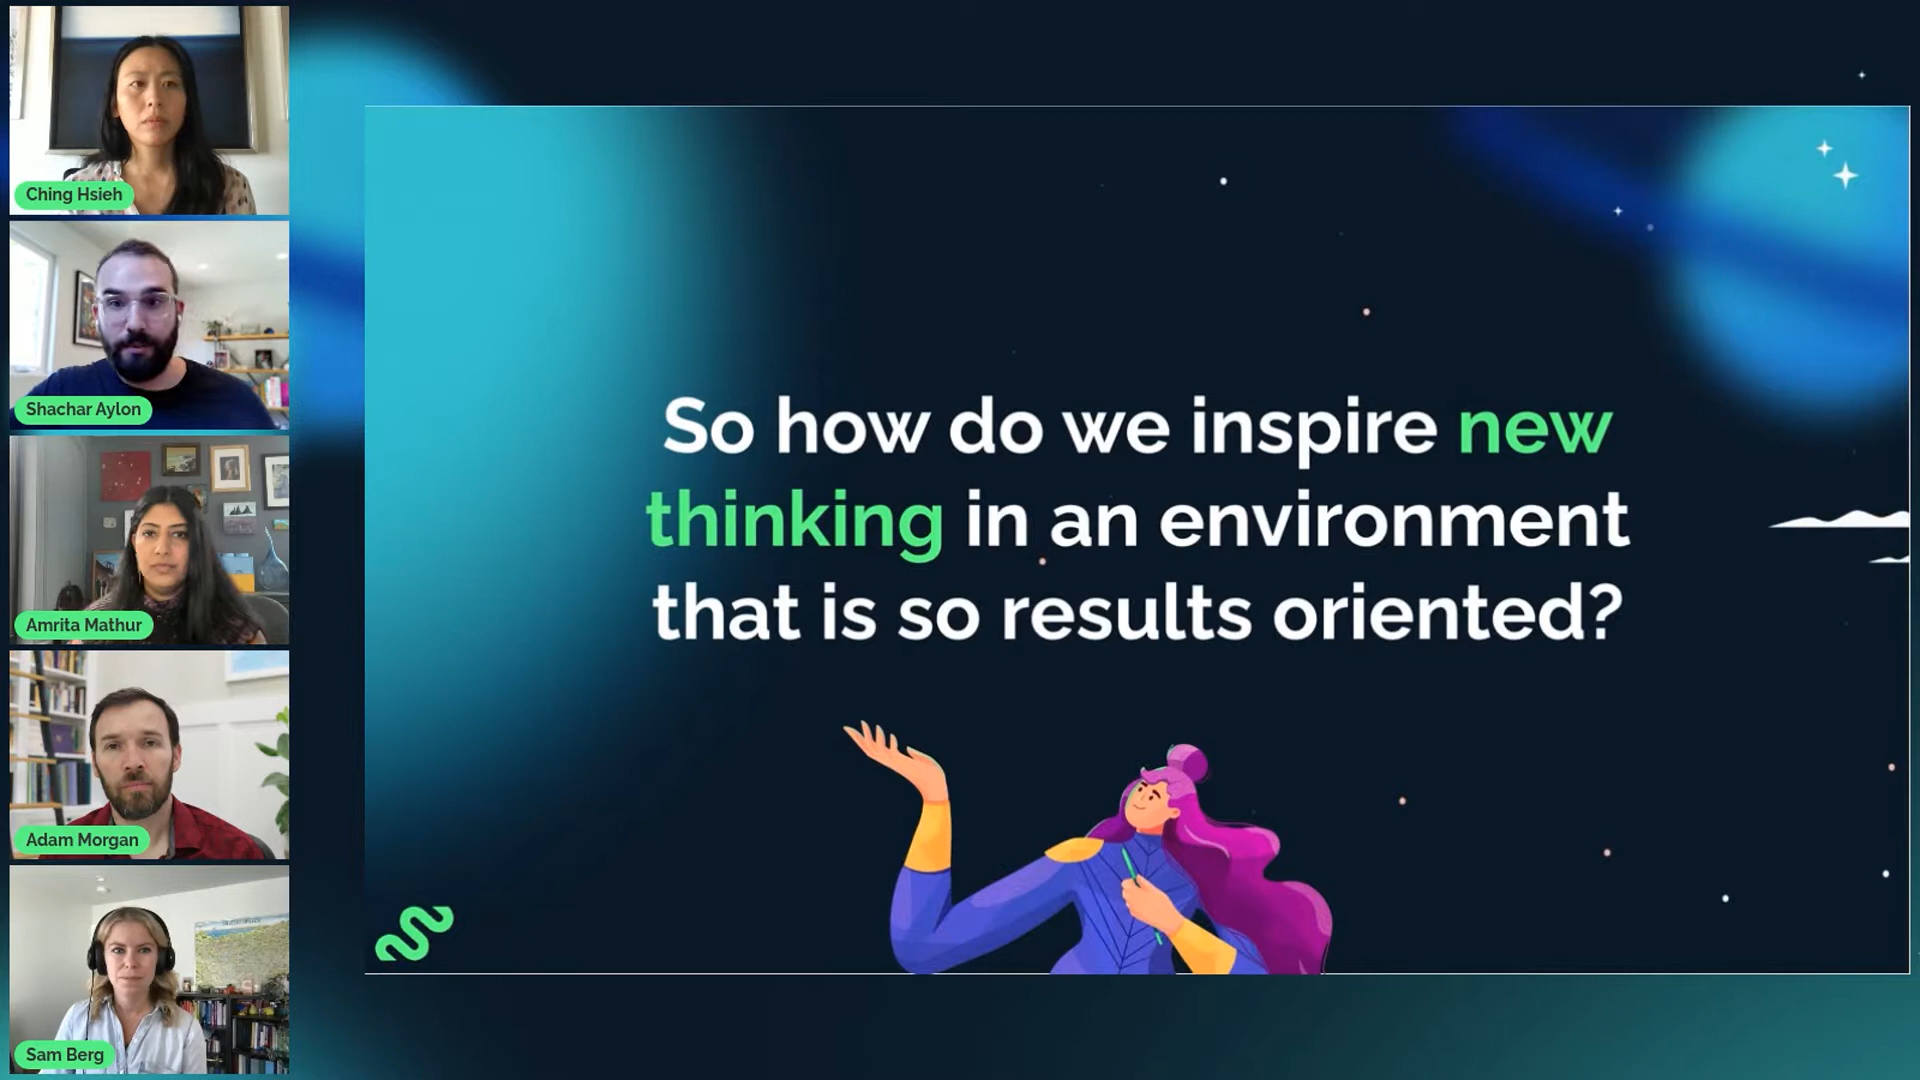 Ching Hsieh
Shachar Aylon
Amrita Mathur
Adam Morgan
Sam Berg
So how do we inspire new
thinking in an environment
that is so results oriented?